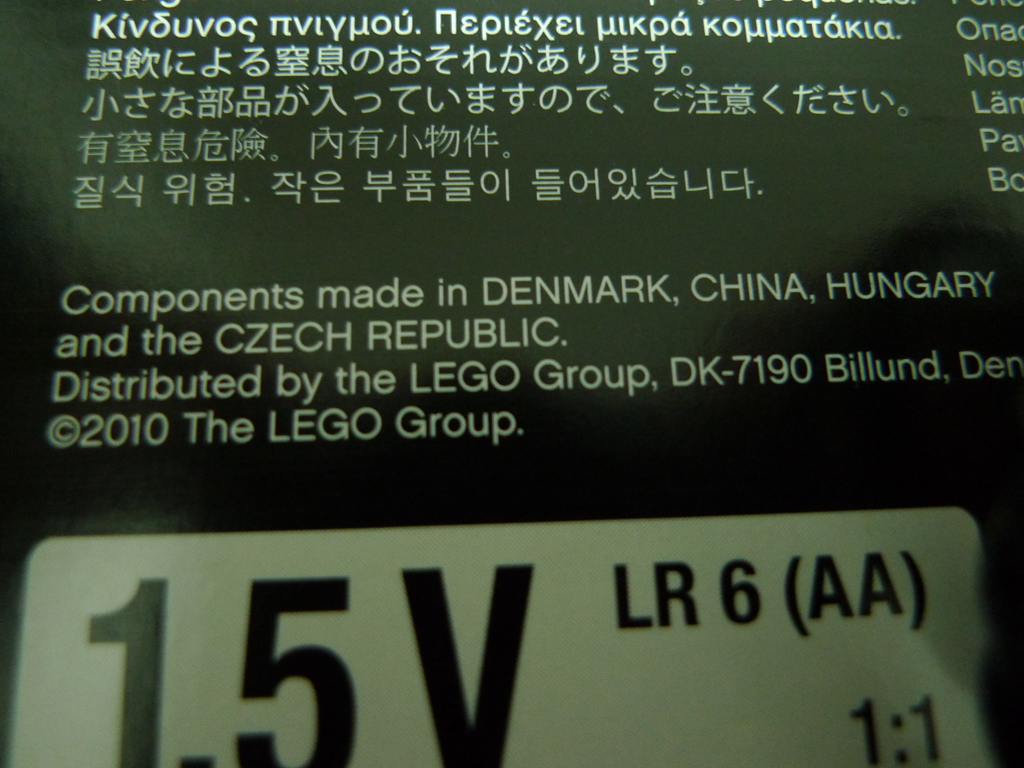 pequeñas.
Κίνδυνος πνιγμού. Περιέχει μικρά κομματάκια.
誤飲による窒息のおそれがあります。
小さな部品が入っていますので、ご注意ください。
有窒息危險。內有小物件。
질식 위험. 작은 부품들이 들어있습니다.
Components made in DENMARK, CHINA, HUNGARY
and the CZECH REPUBLIC.
Distributed by the LEGO Group, DK-7190 Billund, Den
©2010 The LEGO Group.
1.5 V LR 6 (AA)
1:1